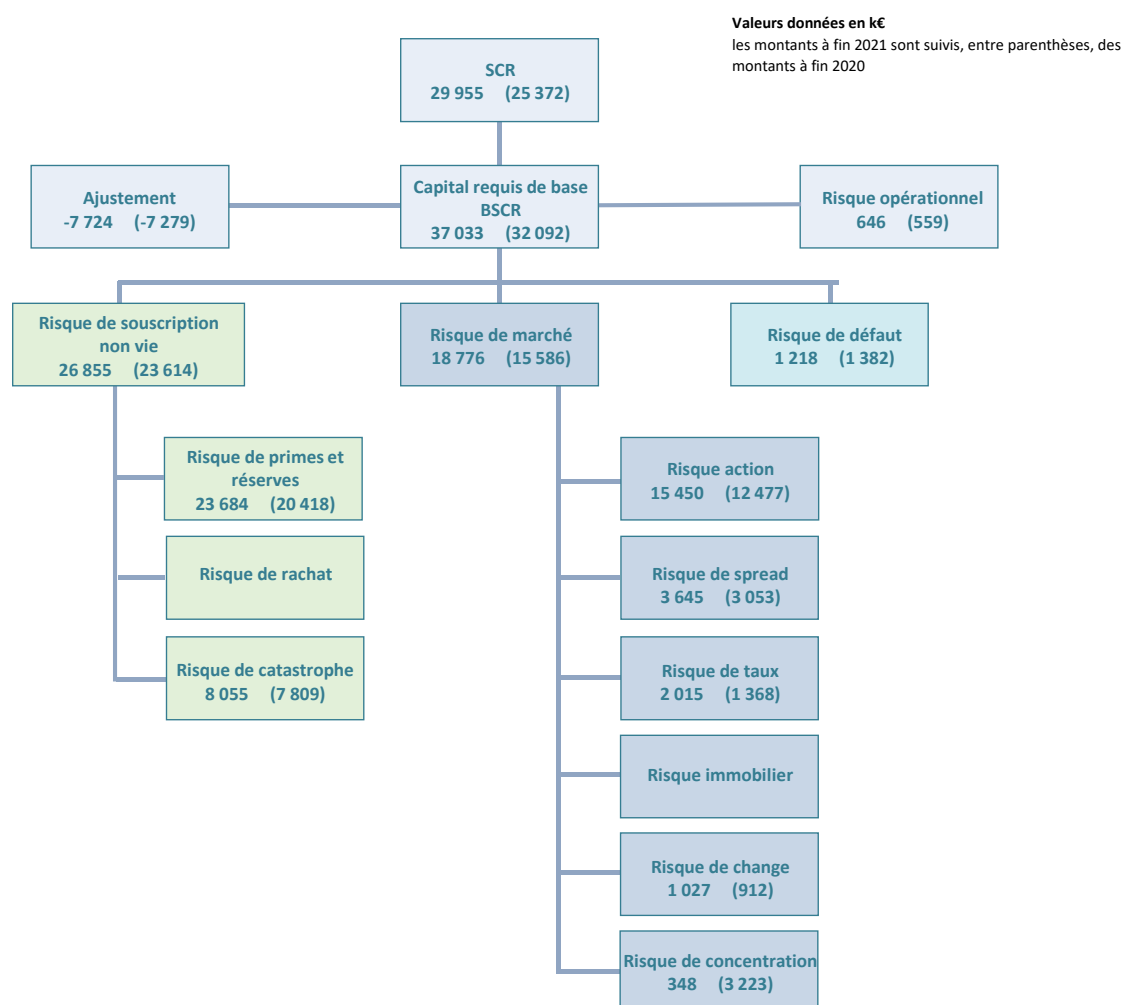 Valeurs données en k€
les montants à fin 2021 sont suivis, entre parenthèses, des
montants à fin 2020
SCR
29 955 (25 372)
Ajustement
-7 724 (-7 279)
Capital requis de base
BSCR
37 033 (32 092)
Risque opérationnel
646 (559)
Risque de souscription
non vie
26 855 (23 614)
Risque de marché
18 776 (15 586)
Risque de défaut
1 218 (1 382)
Risque de primes et
réserves
23 684 (20 418)
Risque de rachat
Risque de catastrophe
8 055 (7 809)
Risque action
15 450 (12 477)
Risque de spread
3 645 (3 053)
Risque de taux
2 015 (1 368)
Risque immobilier
Risque de change
1 027 (912)
Risque de concentration
348 (3 223)